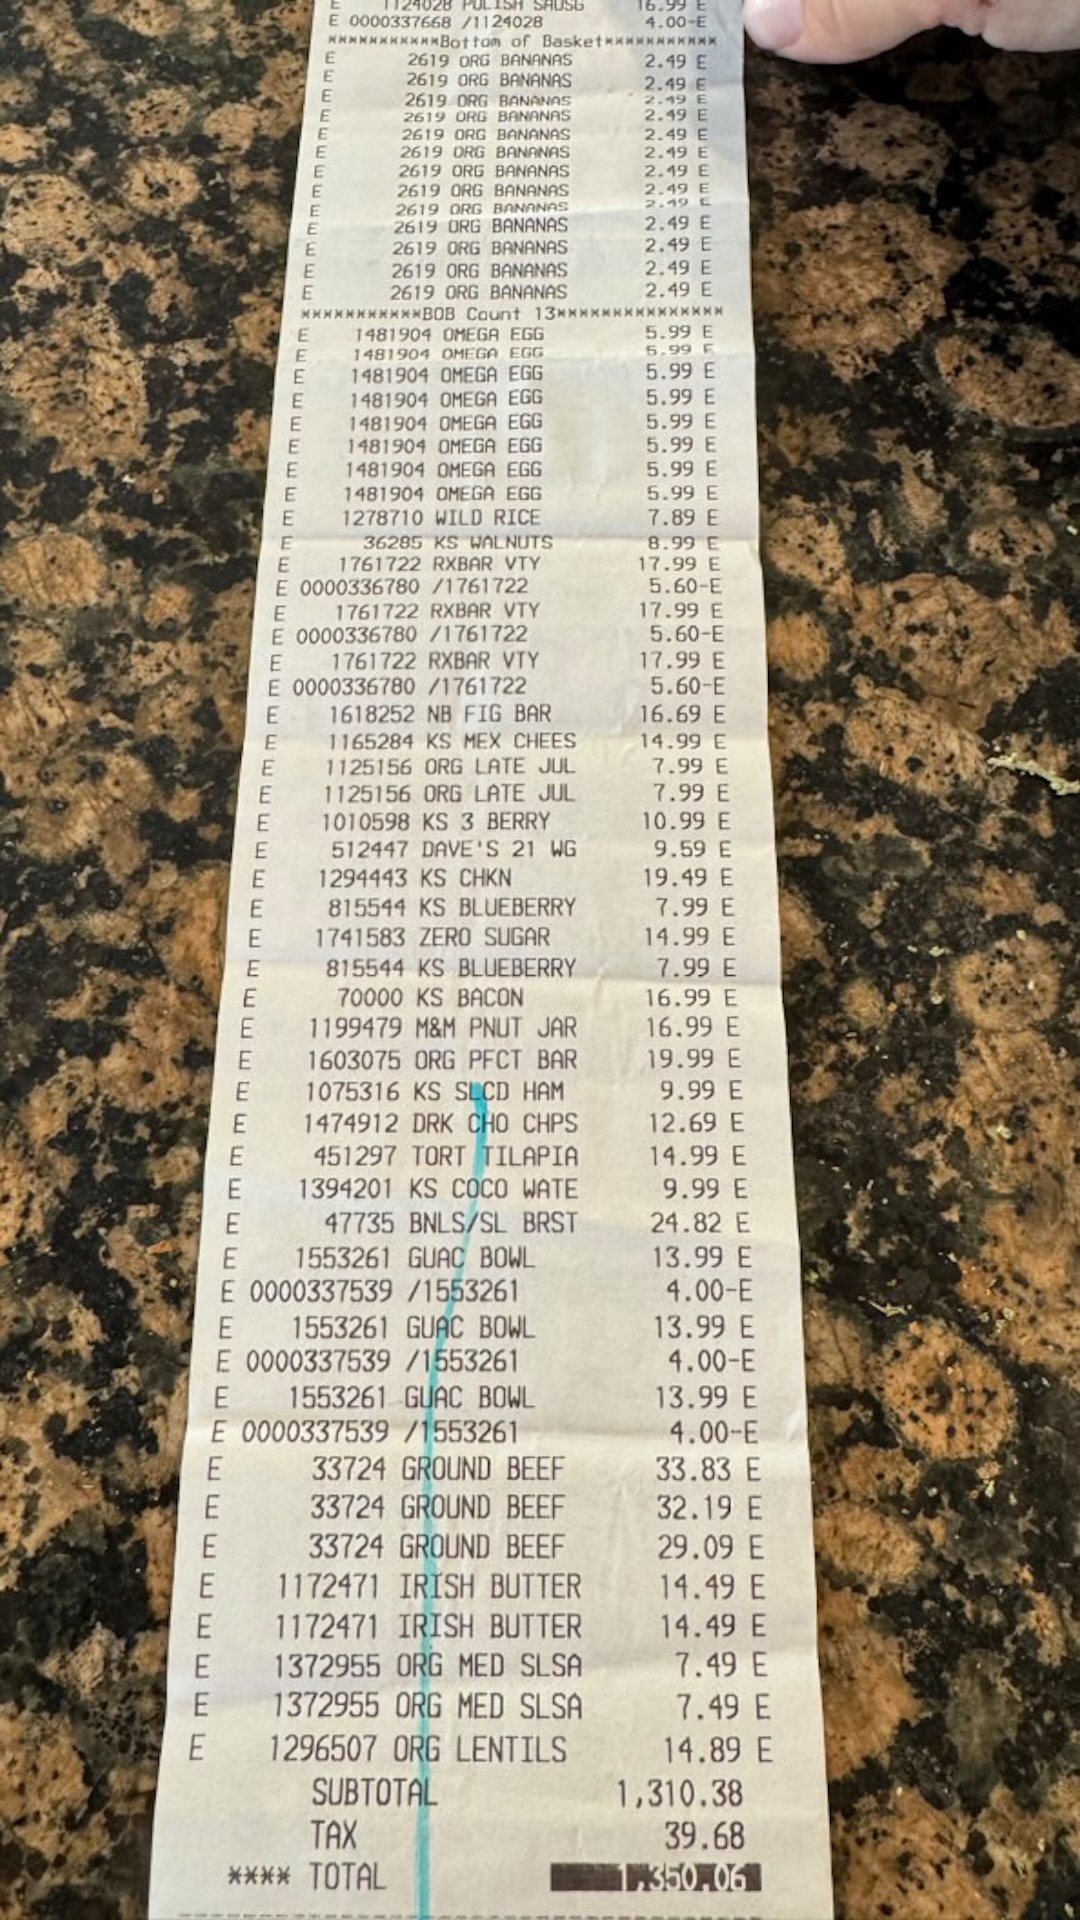 E 1124028 POLISH SAUSG 16.99 E
E 0000337668 /1124028 4.00-E
***********Bottom of Basket***********
E 2619 ORG BANANAS 2.49 E
E 2619 ORG BANANAS 2.49 E
E 2619 ORG BANANAS 2.49 E
E 2619 ORG BANANAS 2.49 E
E 2619 ORG BANANAS 2.49 E
E 2619 ORG BANANAS 2.49 E
E 2619 ORG BANANAS 2.49 E
E 2619 ORG BANANAS 2.49 E
E 2619 ORG BANANAS 2.49 E
E 2619 ORG BANANAS 2.49 E
E 2619 ORG BANANAS 2.49 E
E 2619 ORG BANANAS 2.49 E
E 2619 ORG BANANAS 2.49 E
***********BOB Count 13***************
E 1481904 OMEGA EGG 5.99 E
E 1481904 OMEGA EGG 5.99 E
E 1481904 OMEGA EGG 5.99 E
E 1481904 OMEGA EGG 5.99 E
E 1481904 OMEGA EGG 5.99 E
E 1481904 OMEGA EGG 5.99 E
E 1481904 OMEGA EGG 5.99 E
E 1481904 OMEGA EGG 5.99 E
E 1278710 WILD RICE 7.89 E
E 36285 KS WALNUTS 8.99 E
E 1761722 RXBAR VTY 17.99 E
E 0000336780 /1761722 5.60-E
E 1761722 RXBAR VTY 17.99 E
E 0000336780 /1761722 5.60-E
E 1761722 RXBAR VTY 17.99 E
E 0000336780 /1761722 5.60-E
E 1618252 NB FIG BAR 16.69 E
E 1165284 KS MEX CHEES 14.99 E
E 1125156 ORG LATE JUL 7.99 E
E 1125156 ORG LATE JUL 7.99 E
E 1010598 KS 3 BERRY 10.99 E
E 512447 DAVE'S 21 WG 9.59 E
E 1294443 KS CHKN 19.49 E
E 815544 KS BLUEBERRY 7.99 E
E 1741583 ZERO SUGAR 14.99 E
E 815544 KS BLUEBERRY 7.99 E
E 70000 KS BACON 16.99 E
E 1199479 M&M PNUT JAR 16.99 E
E 1603075 ORG PFCT BAR 19.99 E
E 1075316 KS SLCD HAM 9.99 E
E 1474912 DRK CHO CHPS 12.69 E
E 451297 TORT TILAPIA 14.99 E
E 1394201 KS COCO WATE 9.99 E
E 47735 BNLS/SL BRST 24.82 E
E 1553261 GUAC BOWL 13.99 E
E 0000337539 /1553261 4.00-E
E 1553261 GUAC BOWL 13.99 E
E 0000337539 /1553261 4.00-E
E 1553261 GUAC BOWL 13.99 E
E 0000337539 /1553261 4.00-E
E 33724 GROUND BEEF 33.83 E
E 33724 GROUND BEEF 32.19 E
E 33724 GROUND BEEF 29.09 E
E 1172471 IRISH BUTTER 14.49 E
E 1172471 IRISH BUTTER 14.49 E
E 1372955 ORG MED SLSA 7.49 E
E 1372955 ORG MED SLSA 7.49 E
E 1296507 ORG LENTILS 14.89 E
SUBTOTAL 1,310.38
TAX 39.68
**** TOTAL 1,350.06